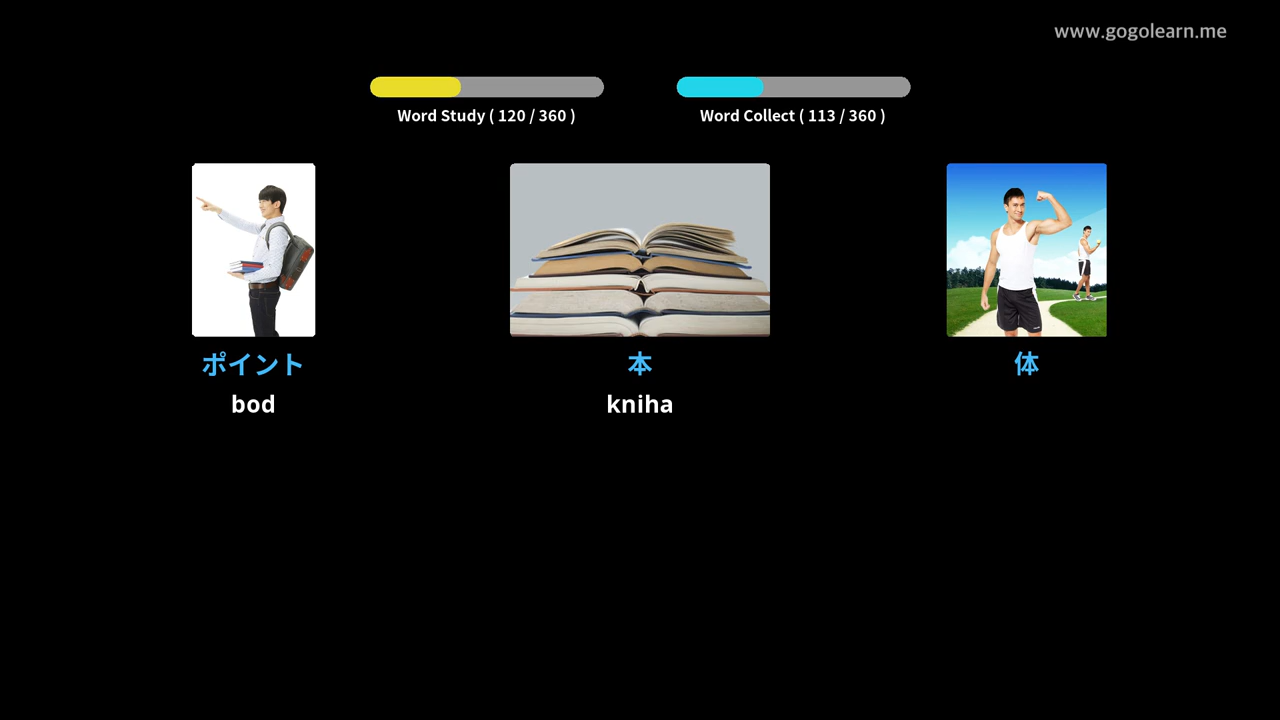 www.gogolearn.me
Word Study ( 120 / 360 )
Word Collect ( 113 / 360 )
ポイント
本
体
bod
kniha